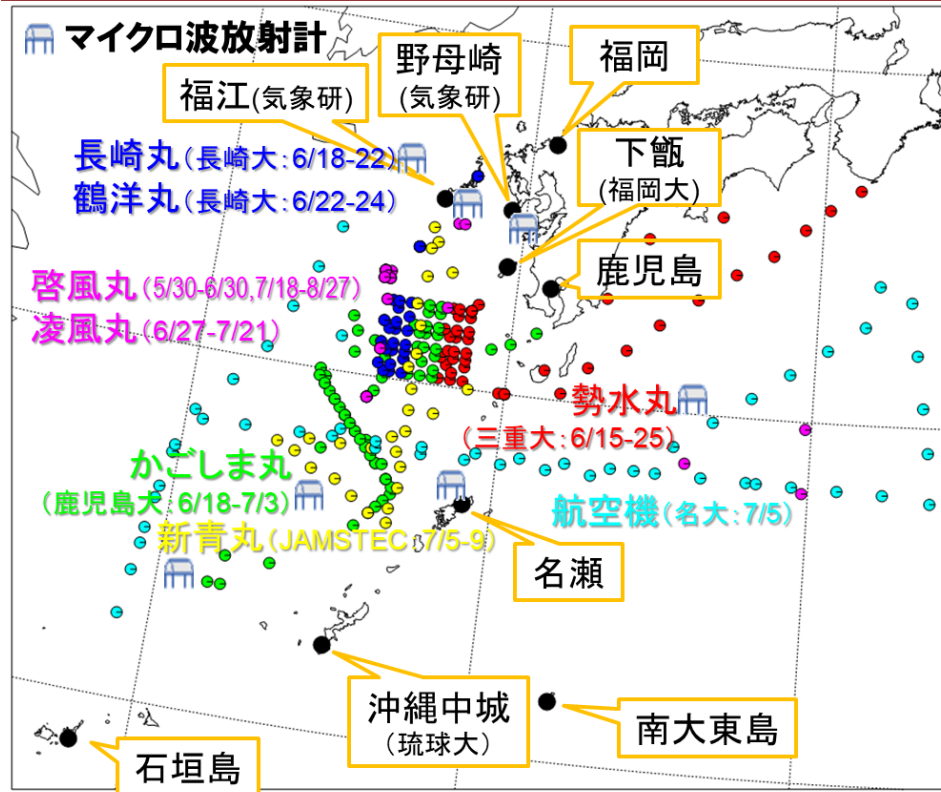 マイクロ波放射計
福岡
野母崎
(気象研)
福江(気象研)
下甑
(福岡大)
長崎丸(長崎大:6/18-22)
鶴洋丸(長崎大:6/22-24)
鹿児島
啓風丸(5/30-6/30,7/18-8/27)
凌風丸(6/27-7/21)
勢水丸
(三重大:6/15-25)
かごしま丸
(鹿児島大:6/18-7/3)
航空機(名大:7/5)
新青丸(JAMSTEC:7/5-9)
名瀬
沖縄中城
(琉球大)
南大東島
石垣島